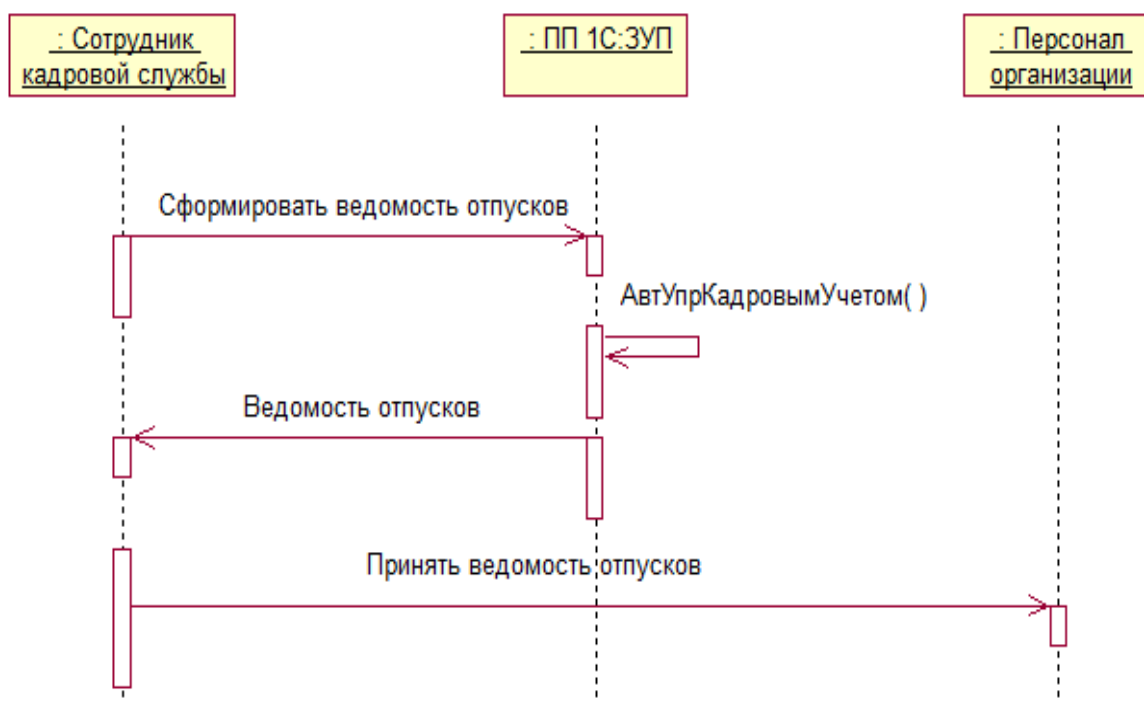 : Сотрудник
кадровой службы
: ПП 1С:ЗУП
: Персонал
организации
Сформировать ведомость отпусков
АвтУпрКадровымУчетом( )
Ведомость отпусков
Принять ведомость отпусков